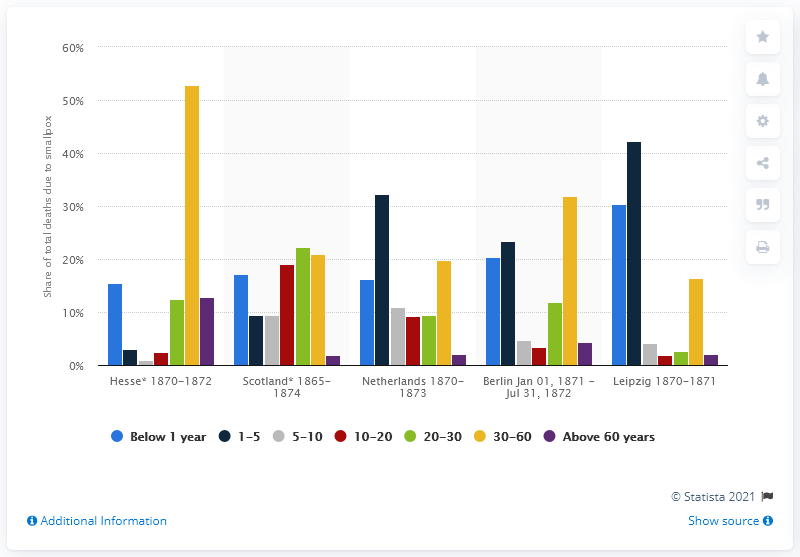 60%
50%
40%
30%
20%
10%
0%
Share of total deaths due to smallpox
Hesse* 1870–1872
Scotland* 1865–
1874
Netherlands 1870–
1873
Berlin Jan 01, 1871 –
Jul 31, 1872
Leipzig 1870–1871
Below 1 year 1–5 5–10 10–20 20–30 30–60 Above 60 years
© Statista 2021
Additional Information
Show source